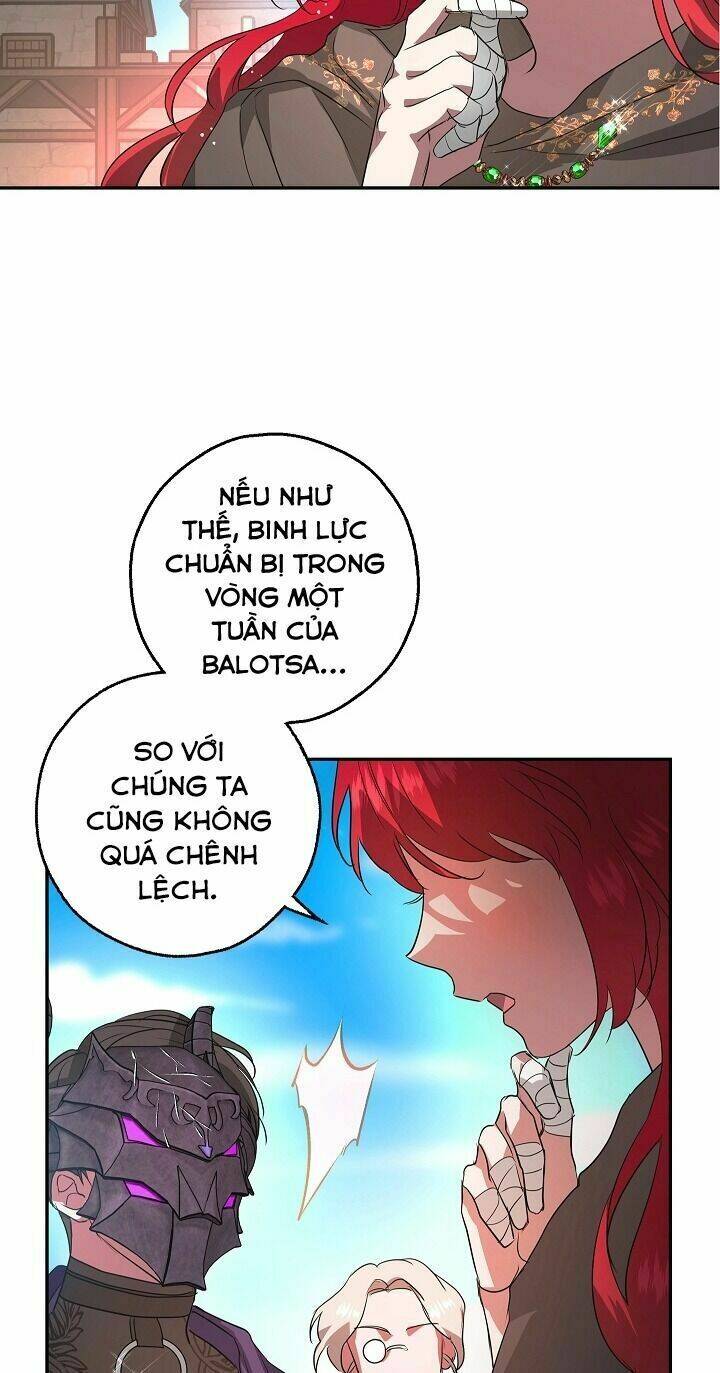 NẾU NHƯ
THẾ, BINH LỰC
CHUẨN BỊ TRONG
VÒNG MỘT
TUẦN CỦA
BALOTSA...
SO VỚI
CHÚNG TA
CŨNG KHÔNG
QUÁ CHÊNH
LỆCH.